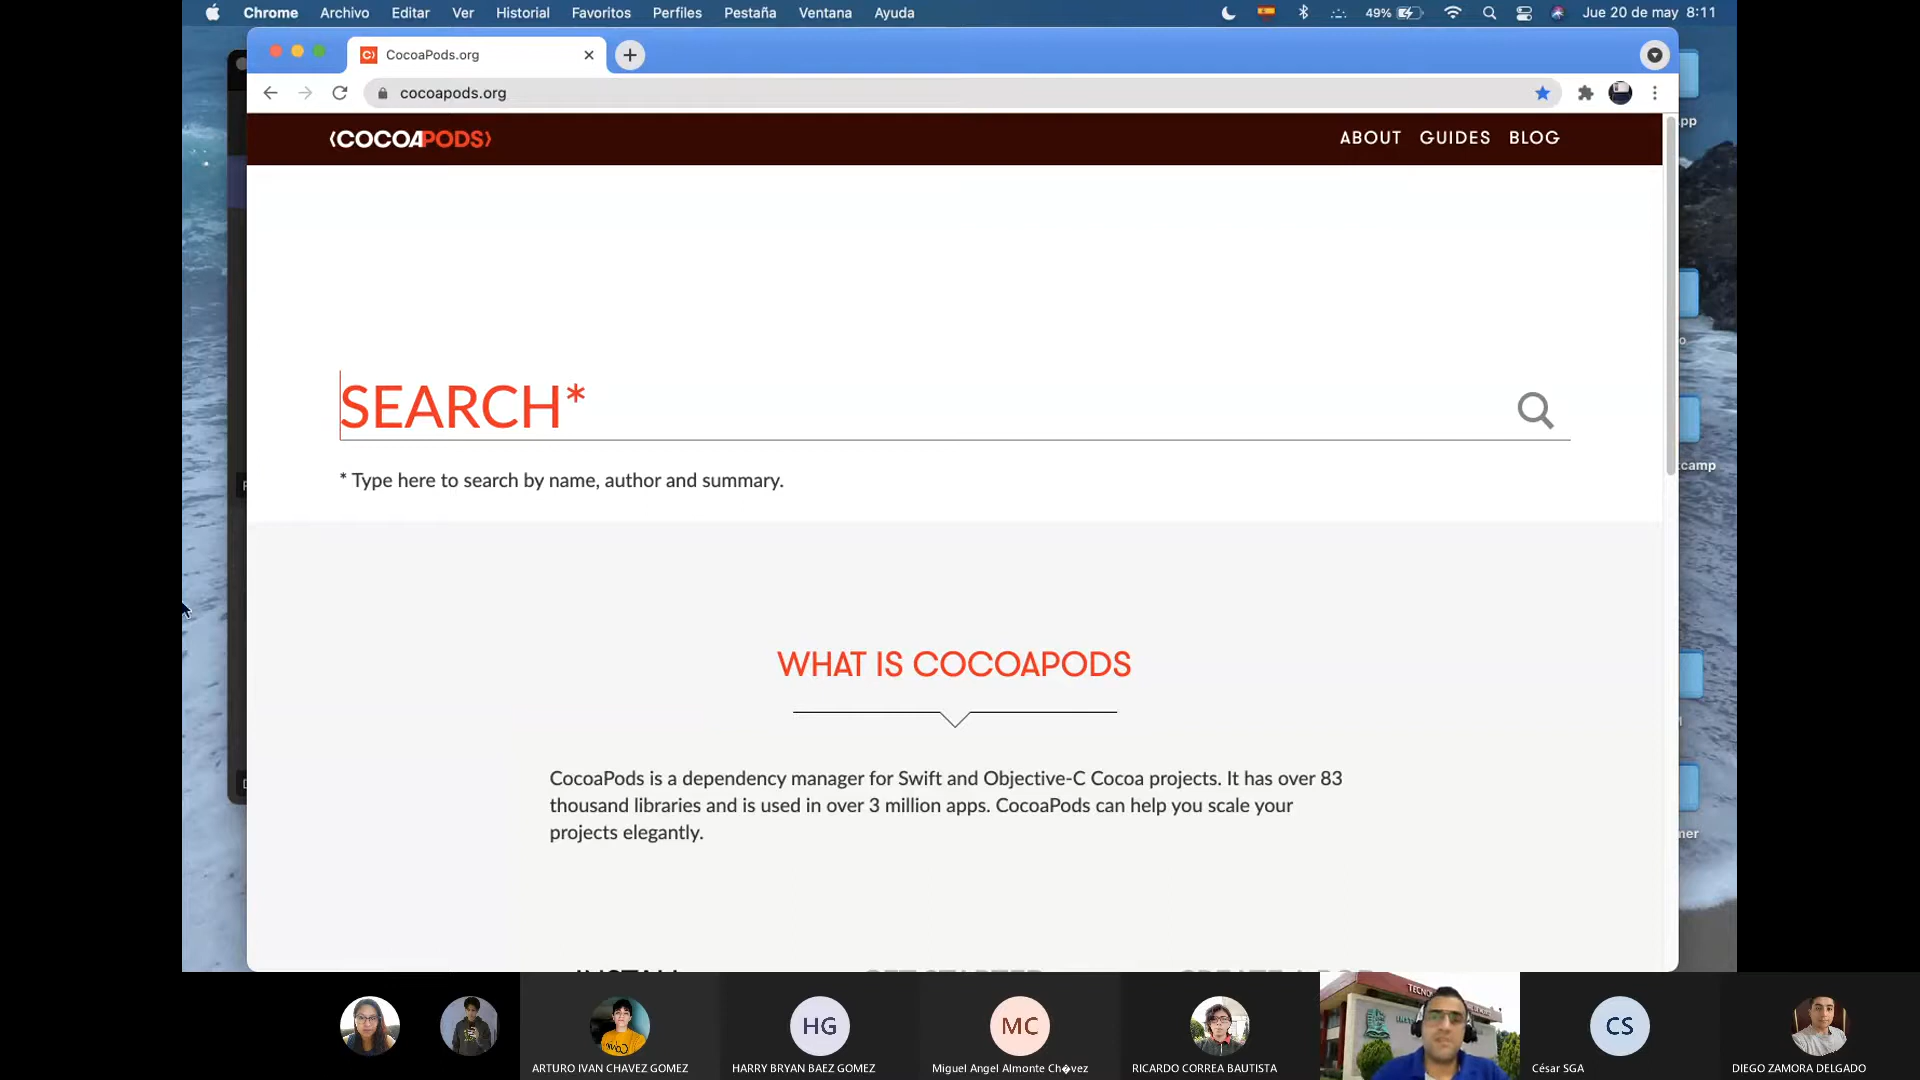 Chrome Archivo Editar Ver Historial Favoritos Perfiles Pestaña Ventana Ayuda 49% Jue 20 de may 8:11
CocoaPods.org
cocoapods.org
COCOAPODS ABOUT GUIDES BLOG
SEARCH*
* Type here to search by name, author and summary.
WHAT IS COCOAPODS
CocoaPods is a dependency manager for Swift and Objective-C Cocoa projects. It has over 83
thousand libraries and is used in over 3 million apps. CocoaPods can help you scale your
projects elegantly.
HG MC CS
ARTURO IVAN CHAVEZ GOMEZ HARRY BRYAN BAEZ GOMEZ Miguel Angel Almonte Ch�vez RICARDO CORREA BAUTISTA César SGA DIEGO ZAMORA DELGADO